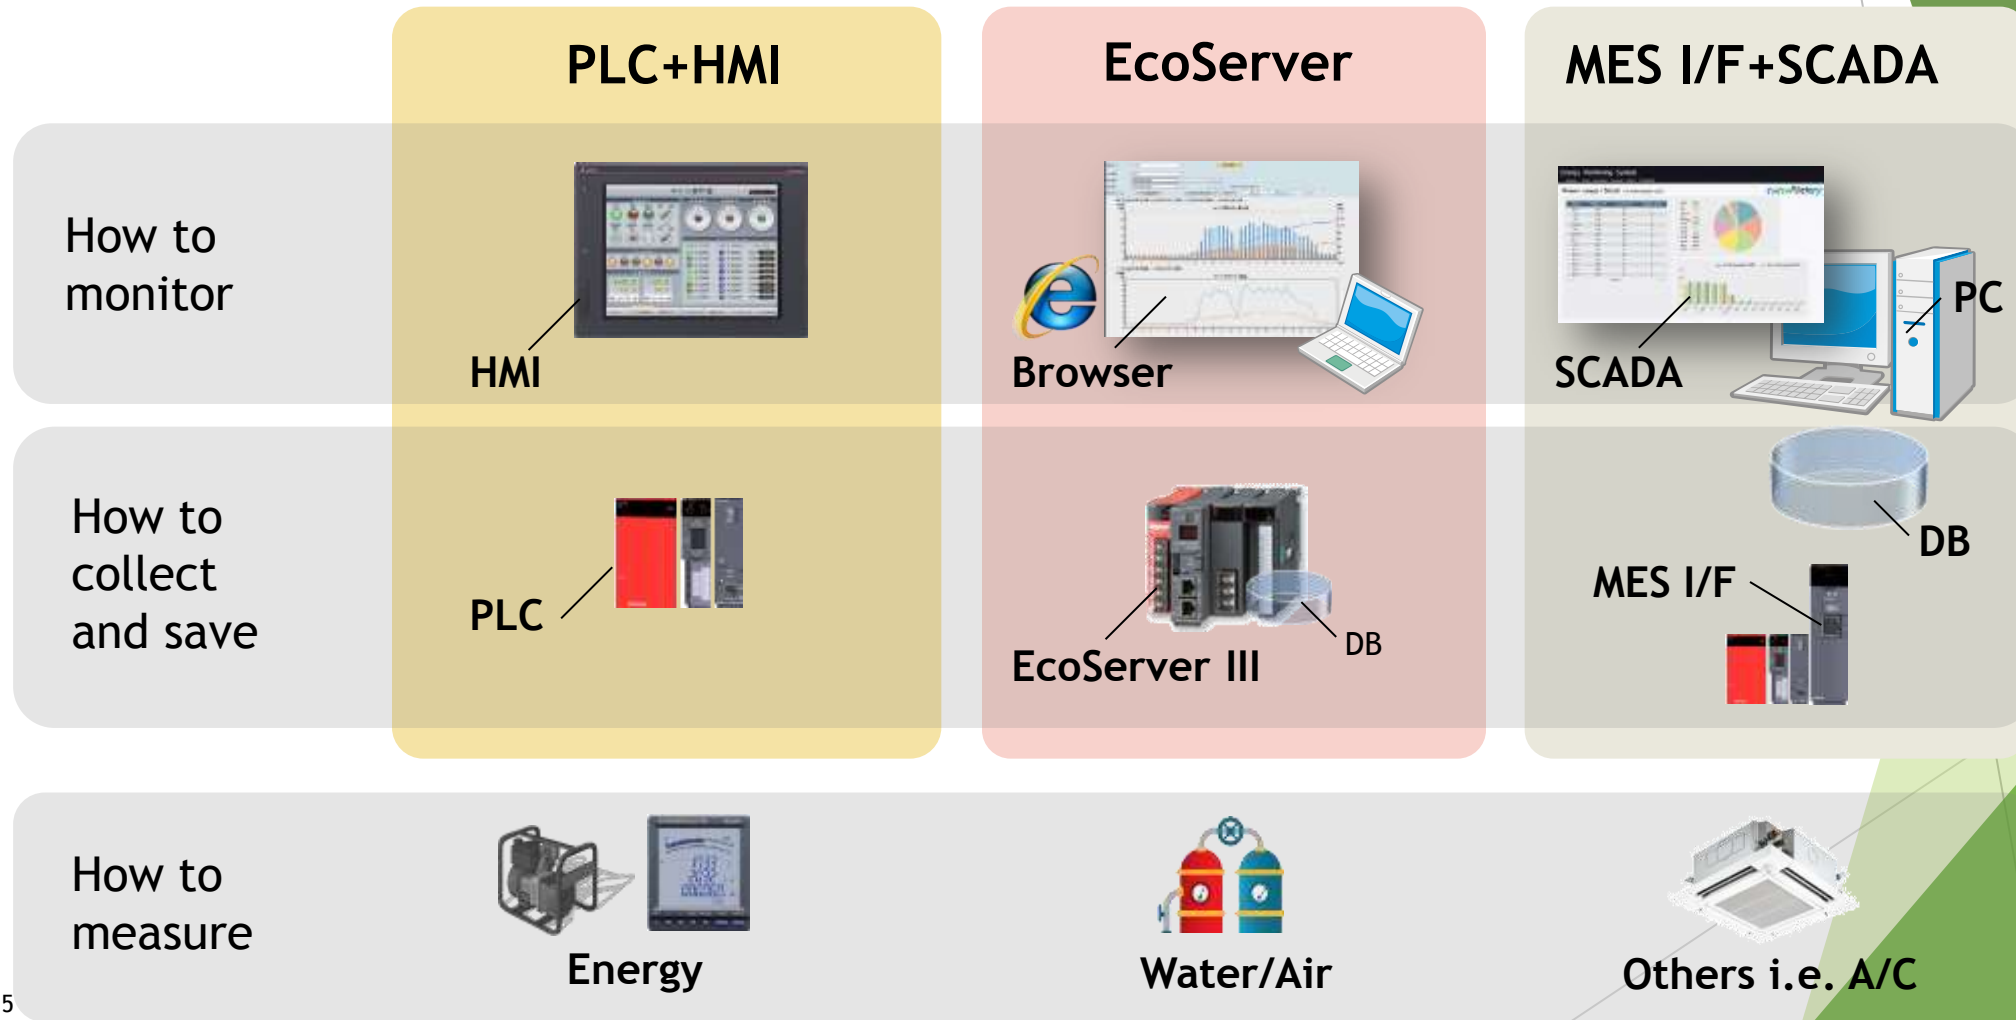 PLC+HMI
EcoServer
MES I/F+SCADA
How to
monitor
HMI
Browser
SCADA
PC
How to
collect
and save
PLC
EcoServer III
DB
MES I/F
DB
How to
measure
Energy
Water/Air
Others i.e. A/C
5